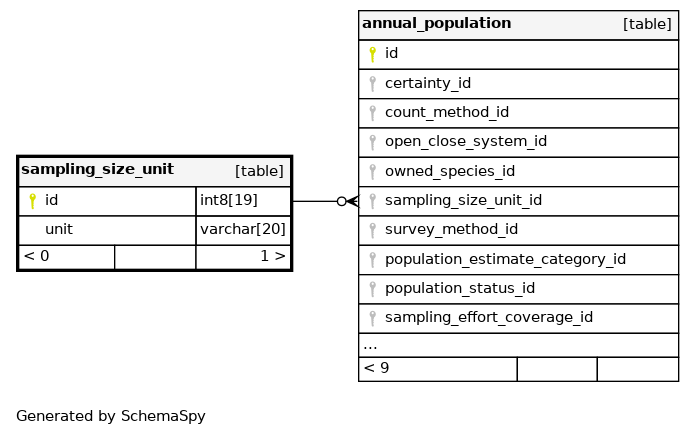 annual_population [table]
id
certainty_id
count_method_id
open_close_system_id
owned_species_id
sampling_size_unit_id
survey_method_id
population_estimate_category_id
population_status_id
sampling_effort_coverage_id
...
< 9
sampling_size_unit [table]
id int8[19]
unit varchar[20]
< 0 1 >
Generated by SchemaSpy